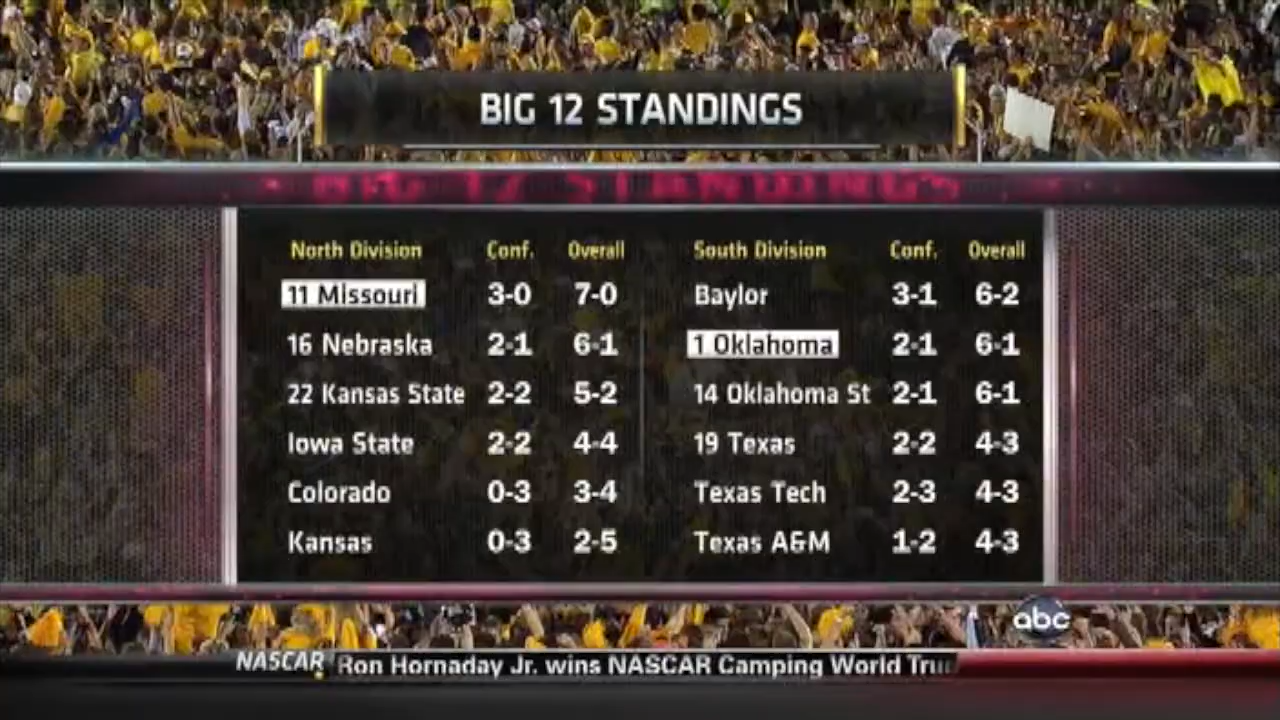 BIG 12 STANDINGS
BIG 12 STANDINGS
North Division Conf. Overall South Division Conf. Overall
11 Missouri 3-0 7-0 Baylor 3-1 6-2
16 Nebraska 2-1 6-1 1 Oklahoma 2-1 6-1
22 Kansas State 2-2 5-2 14 Oklahoma St 2-1 6-1
Iowa State 2-2 4-4 19 Texas 2-2 4-3
Colorado 0-3 3-4 Texas Tech 2-3 4-3
Kansas 0-3 2-5 Texas A&M 1-2 4-3
abc
NASCAR Ron Hornaday Jr. wins NASCAR Camping World Tru